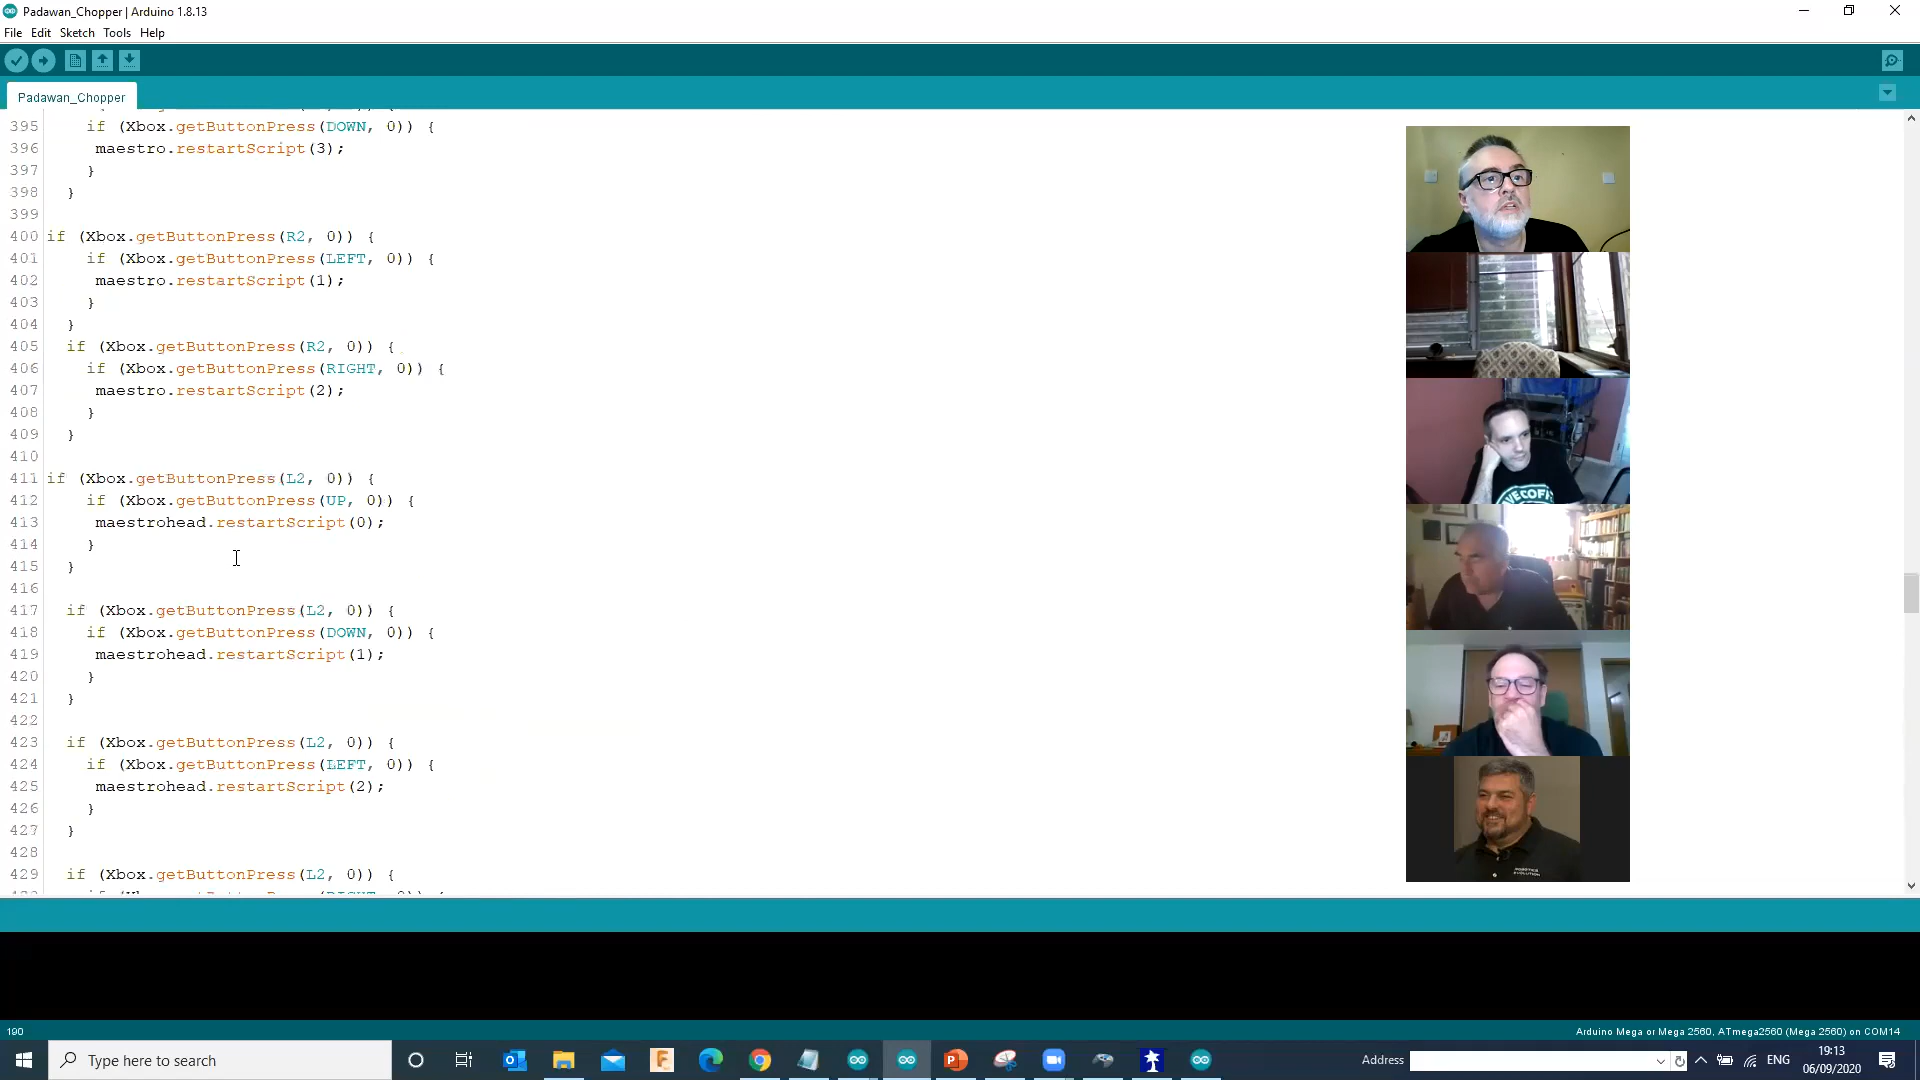 Padawan_Chopper | Arduino 1.8.13
File Edit Sketch Tools Help
Padawan_Chopper
395 if (Xbox.getButtonPress(DOWN, 0)) {
396 maestro.restartScript(3);
397 }
398 }
399
400 if (Xbox.getButtonPress(R2, 0)) {
401 if (Xbox.getButtonPress(LEFT, 0)) {
402 maestro.restartScript(1);
403 }
404 }
405 if (Xbox.getButtonPress(R2, 0)) {
406 if (Xbox.getButtonPress(RIGHT, 0)) {
407 maestro.restartScript(2);
408 }
409 }
410
411 if (Xbox.getButtonPress(L2, 0)) {
412 if (Xbox.getButtonPress(UP, 0)) {
413 maestrohead.restartScript(0);
414 }
415 }
416
417 if (Xbox.getButtonPress(L2, 0)) {
418 if (Xbox.getButtonPress(DOWN, 0)) {
419 maestrohead.restartScript(1);
420 }
421 }
422
423 if (Xbox.getButtonPress(L2, 0)) {
424 if (Xbox.getButtonPress(LEFT, 0)) {
425 maestrohead.restartScript(2);
426 }
427 }
428
429 if (Xbox.getButtonPress(L2, 0)) {
190
Arduino Mega or Mega 2560, ATmega2560 (Mega 2560) on COM14
Type here to search
Address
ENG
19:13
06/09/2020